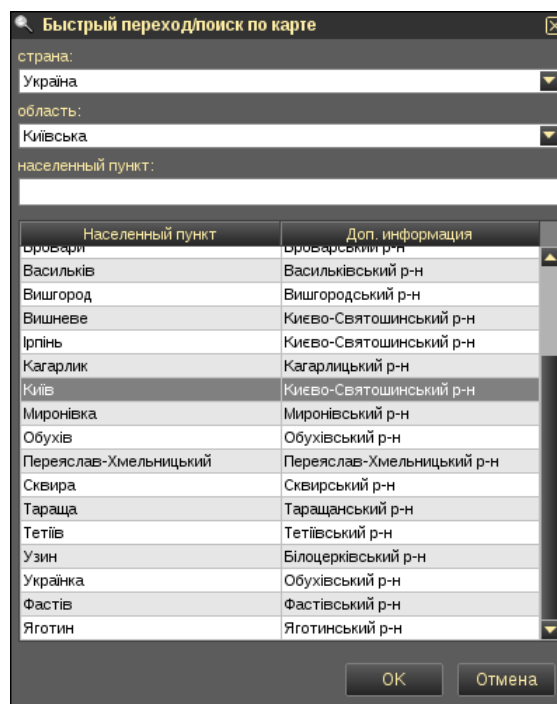 Быстрый переход/поиск по карте
страна:
Україна
область:
Київська
населенный пункт:
Населенный пункт Доп. информация
Бровари Броварський р-н
Васильків Васильківський р-н
Вишгород Вишгородський р-н
Вишневе Києво-Святошинський р-н
Ірпінь Києво-Святошинський р-н
Кагарлик Кагарлицький р-н
Київ Києво-Святошинський р-н
Миронівка Миронівський р-н
Обухів Обухівський р-н
Переяслав-Хмельницький Переяслав-Хмельницький р-н
Сквира Сквирський р-н
Тараща Таращанський р-н
Тетіїв Тетіївський р-н
Узин Білоцерківський р-н
Українка Обухівський р-н
Фастів Фастівський р-н
Яготин Яготинський р-н
OK Отмена